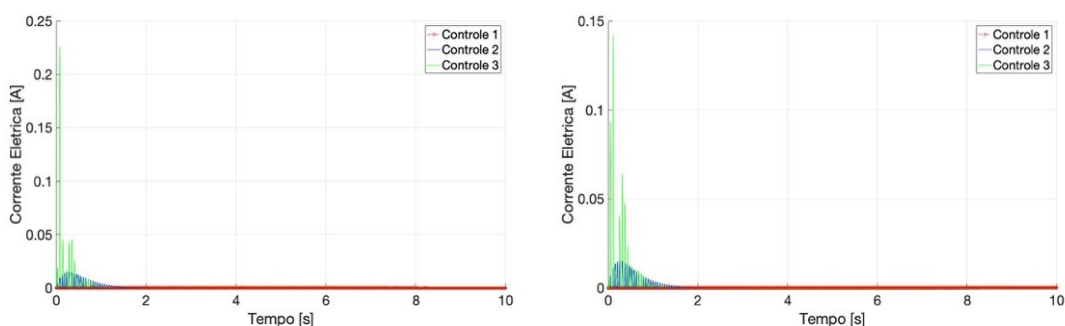 0.25
0.2
0.15
0.1
0.05
0
Corrente Eletrica [A]
Controle 1
Controle 2
Controle 3
0 2 4 6 8 10
Tempo [s]
0.15
0.1
0.05
0
Corrente Eletrica [A]
Controle 1
Controle 2
Controle 3
0 2 4 6 8 10
Tempo [s]